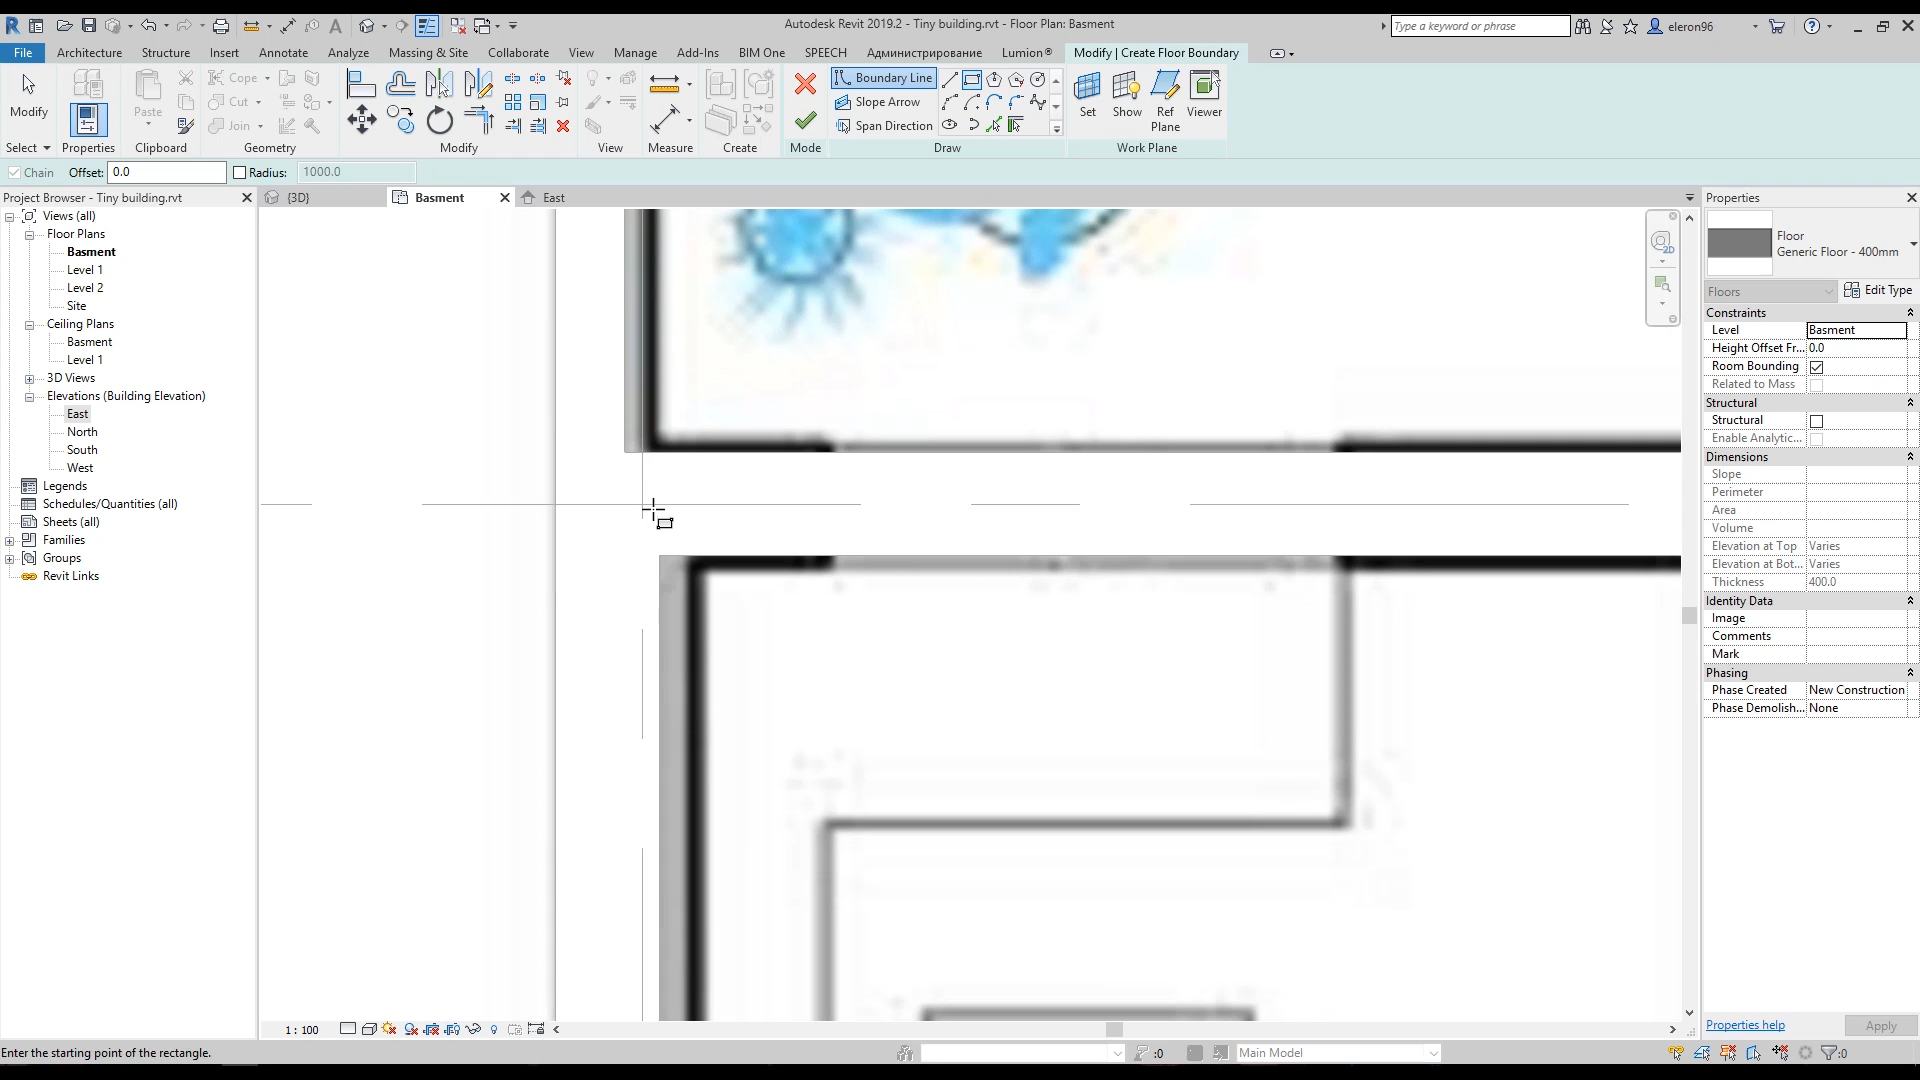 Autodesk Revit 2019.2 - Tiny building.rvt - Floor Plan: Basment
Type a keyword or phrase
eleron96
File
Architecture
Structure
Insert
Annotate
Analyze
Massing & Site
Collaborate
View
Manage
Add-Ins
BIM One
SPEECH
Администрирование
Lumion®
Modify | Create Floor Boundary
Modify
Select
Properties
Paste
Clipboard
Cope
Cut
Join
Geometry
Modify
View
Measure
Create
Mode
Boundary Line
Slope Arrow
Span Direction
Draw
Set
Show
Ref
Plane
Viewer
Work Plane
Chain
Offset: 0.0
Radius: 1000.0
Project Browser - Tiny building.rvt
{3D}
Basment
East
Views (all)
Floor Plans
Basment
Level 1
Level 2
Site
Ceiling Plans
Basment
Level 1
3D Views
Elevations (Building Elevation)
East
North
South
West
Legends
Schedules/Quantities (all)
Sheets (all)
Families
Groups
Revit Links
2D
Properties
Floor
Generic Floor - 400mm
Floors
Edit Type
Constraints
Level Basment
Height Offset Fr... 0.0
Room Bounding
Related to Mass
Structural
Structural
Enable Analytic...
Dimensions
Slope
Perimeter
Area
Volume
Elevation at Top Varies
Elevation at Bot... Varies
Thickness 400.0
Identity Data
Image
Comments
Mark
Phasing
Phase Created New Construction
Phase Demolish... None
Properties help
Apply
1 : 100
Enter the starting point of the rectangle.
:0
Main Model
:0